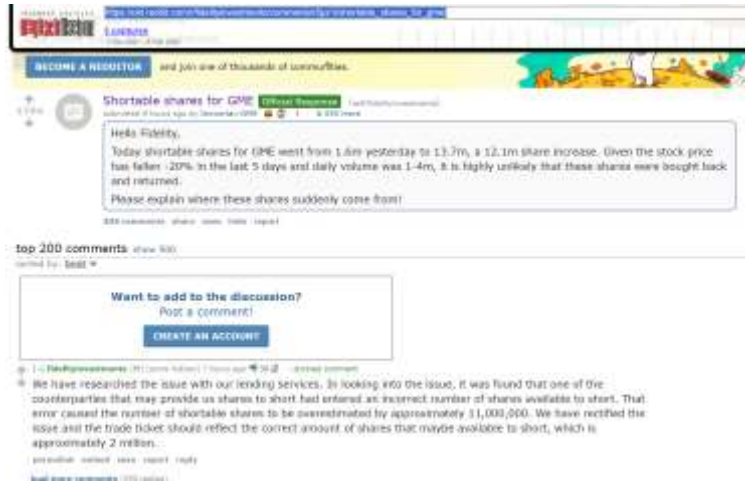 BECOME A REDDITOR and join one of thousands of communities.
Shortable shares for GME Official Response
Hello Fidelity,
Today shortable shares for GME went from 1.6m yesterday to 13.7m, a 12.1m share increase. Given the stock price
has fallen -20% in the last 5 days and daily volume was 1-4m, it is highly unlikely that these shares were bought back
and returned.
Please explain where these shares suddenly come from!
comments share save hide report
top 200 comments show 500
sorted by: best
Want to add to the discussion?
Post a comment!
CREATE AN ACCOUNT
We have researched the issue with our lending services. In looking into the issue, it was found that one of the
counterparties that may provide us shares to short had entered an incorrect number of shares available to short. That
error caused the number of shortable shares to be overestimated by approximately 11,000,000. We have rectified the
issue and the trade ticket should reflect the correct amount of shares that maybe available to short, which is
approximately 2 million.
permalink embed save report reply
load more comments